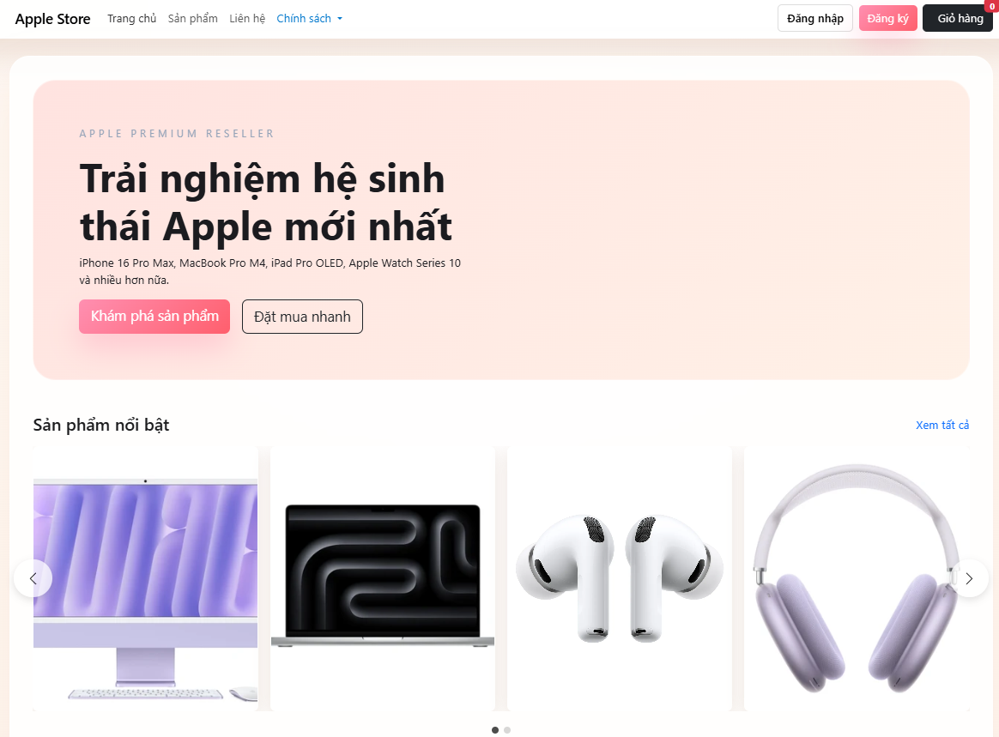 Apple Store
Trang chủ
Sản phẩm
Liên hệ
Chính sách
Đăng nhập
Đăng ký
Giỏ hàng
0
APPLE PREMIUM RESELLER
Trải nghiệm hệ sinh
thái Apple mới nhất
iPhone 16 Pro Max, MacBook Pro M4, iPad Pro OLED, Apple Watch Series 10
và nhiều hơn nữa.
Khám phá sản phẩm
Đặt mua nhanh
Sản phẩm nổi bật
Xem tất cả